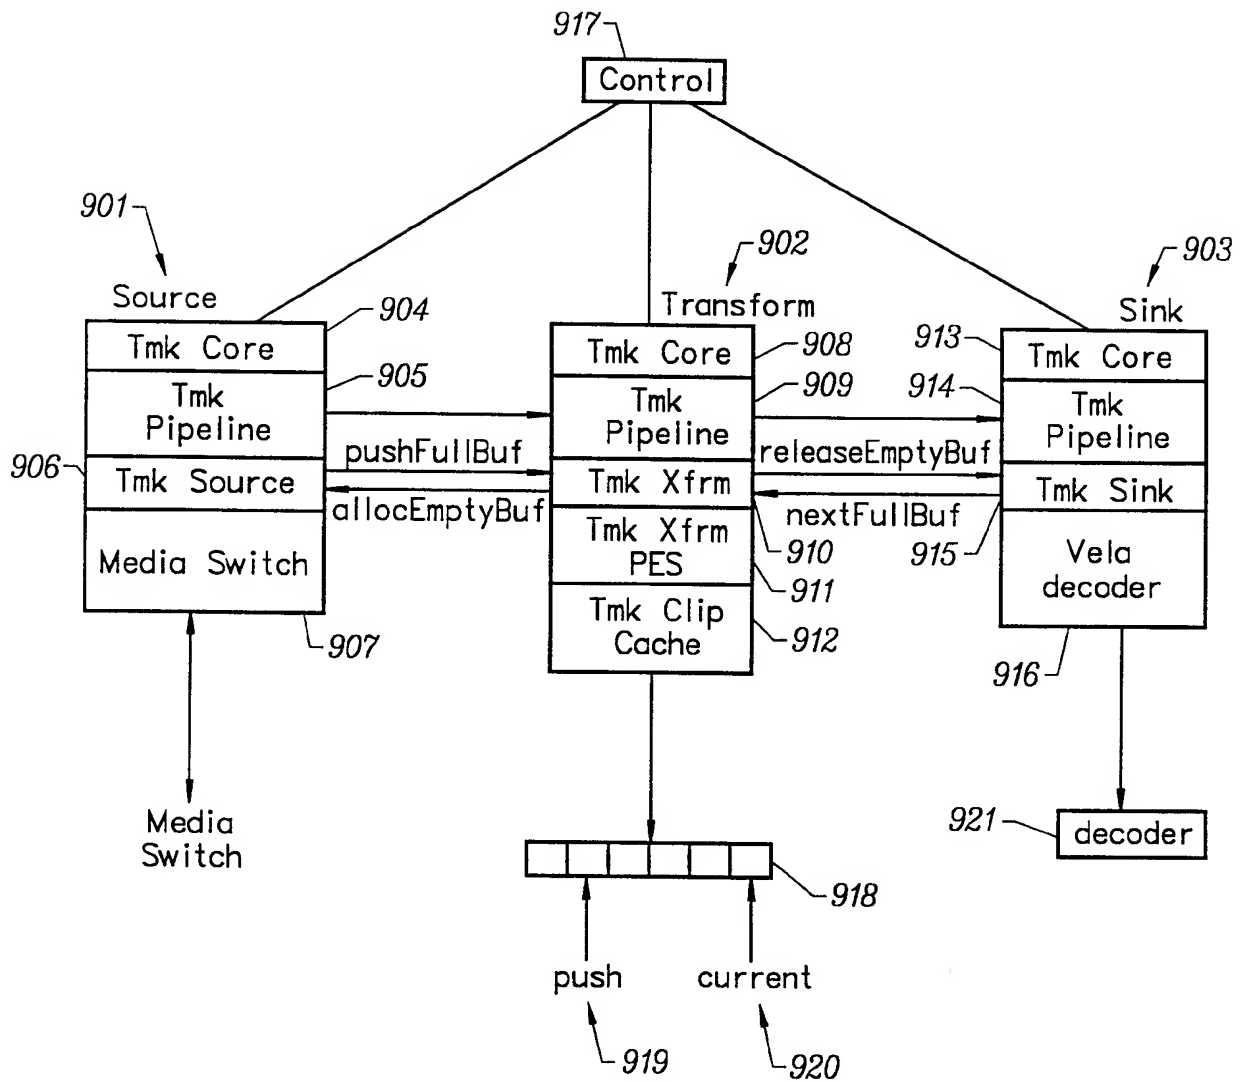 917
Control
901
902
903
Source
Transform
Sink
904
Tmk Core
908
Tmk Core
913
Tmk Core
905
Tmk
Pipeline
909
Tmk
Pipeline
914
Tmk
Pipeline
906
pushFullBuf
releaseEmptyBuf
Tmk Source
Tmk Xfrm
Tmk Sink
allocEmptyBuf
nextFullBuf
910
915
Media Switch
Tmk Xfrm
PES
911
Vela
decoder
Tmk Clip
Cache
912
907
916
Media
Switch
921
decoder
918
push
current
919
920